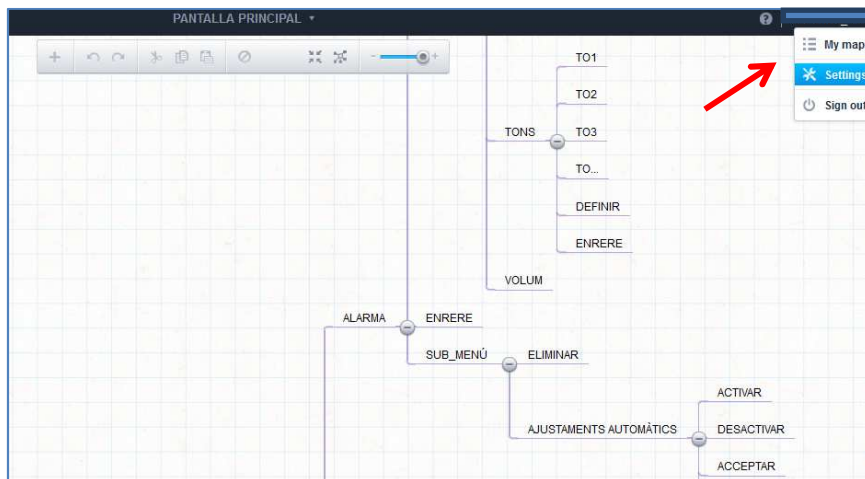 PANTALLA PRINCIPAL
My map
Settings
Sign out
TO1
TO2
TONS
TO3
TO...
DEFINIR
ENRERE
VOLUM
ALARMA
ENRERE
SUB_MENÚ
ELIMINAR
ACTIVAR
AJUSTAMENTS AUTOMÀTICS
DESACTIVAR
ACCEPTAR